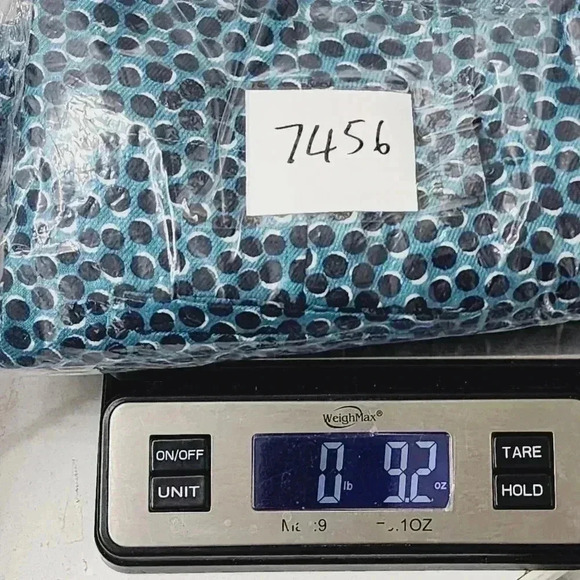 7456
WeighMax®
ON/OFF
UNIT
0 lb 9.2 oz
TARE
HOLD